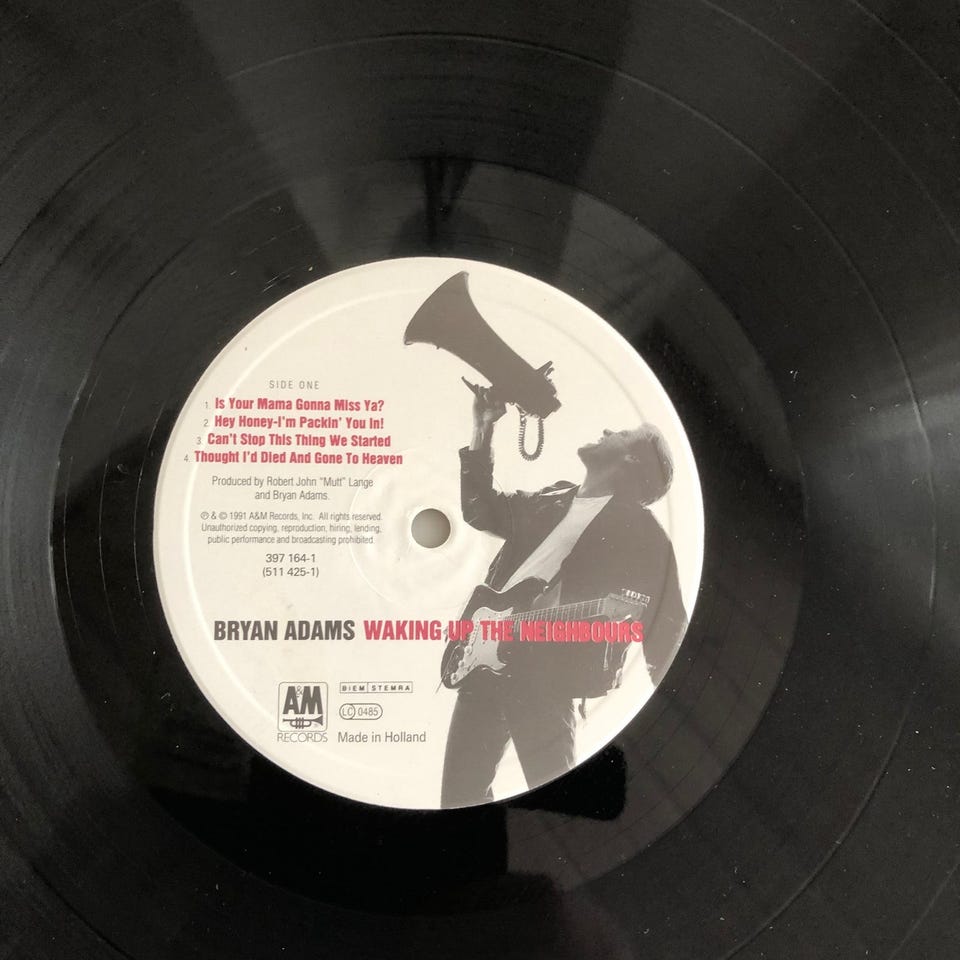 SIDE ONE
1. Is Your Mama Gonna Miss Ya?
2. Hey Honey-I'm Packin' You In!
3. Can't Stop This Thing We Started
4. Thought I'd Died And Gone To Heaven
Produced by Robert John "Mutt" Lange
and Bryan Adams.
℗ & © 1991 A&M Records, Inc. All rights reserved.
Unauthorized copying, reproduction, hiring, lending,
public performance and broadcasting prohibited.
397 164-1
(511 425-1)
BRYAN ADAMS WAKING UP THE NEIGHBOURS
A&M
RECORDS
BIEM STEMRA
LC 0485
Made in Holland